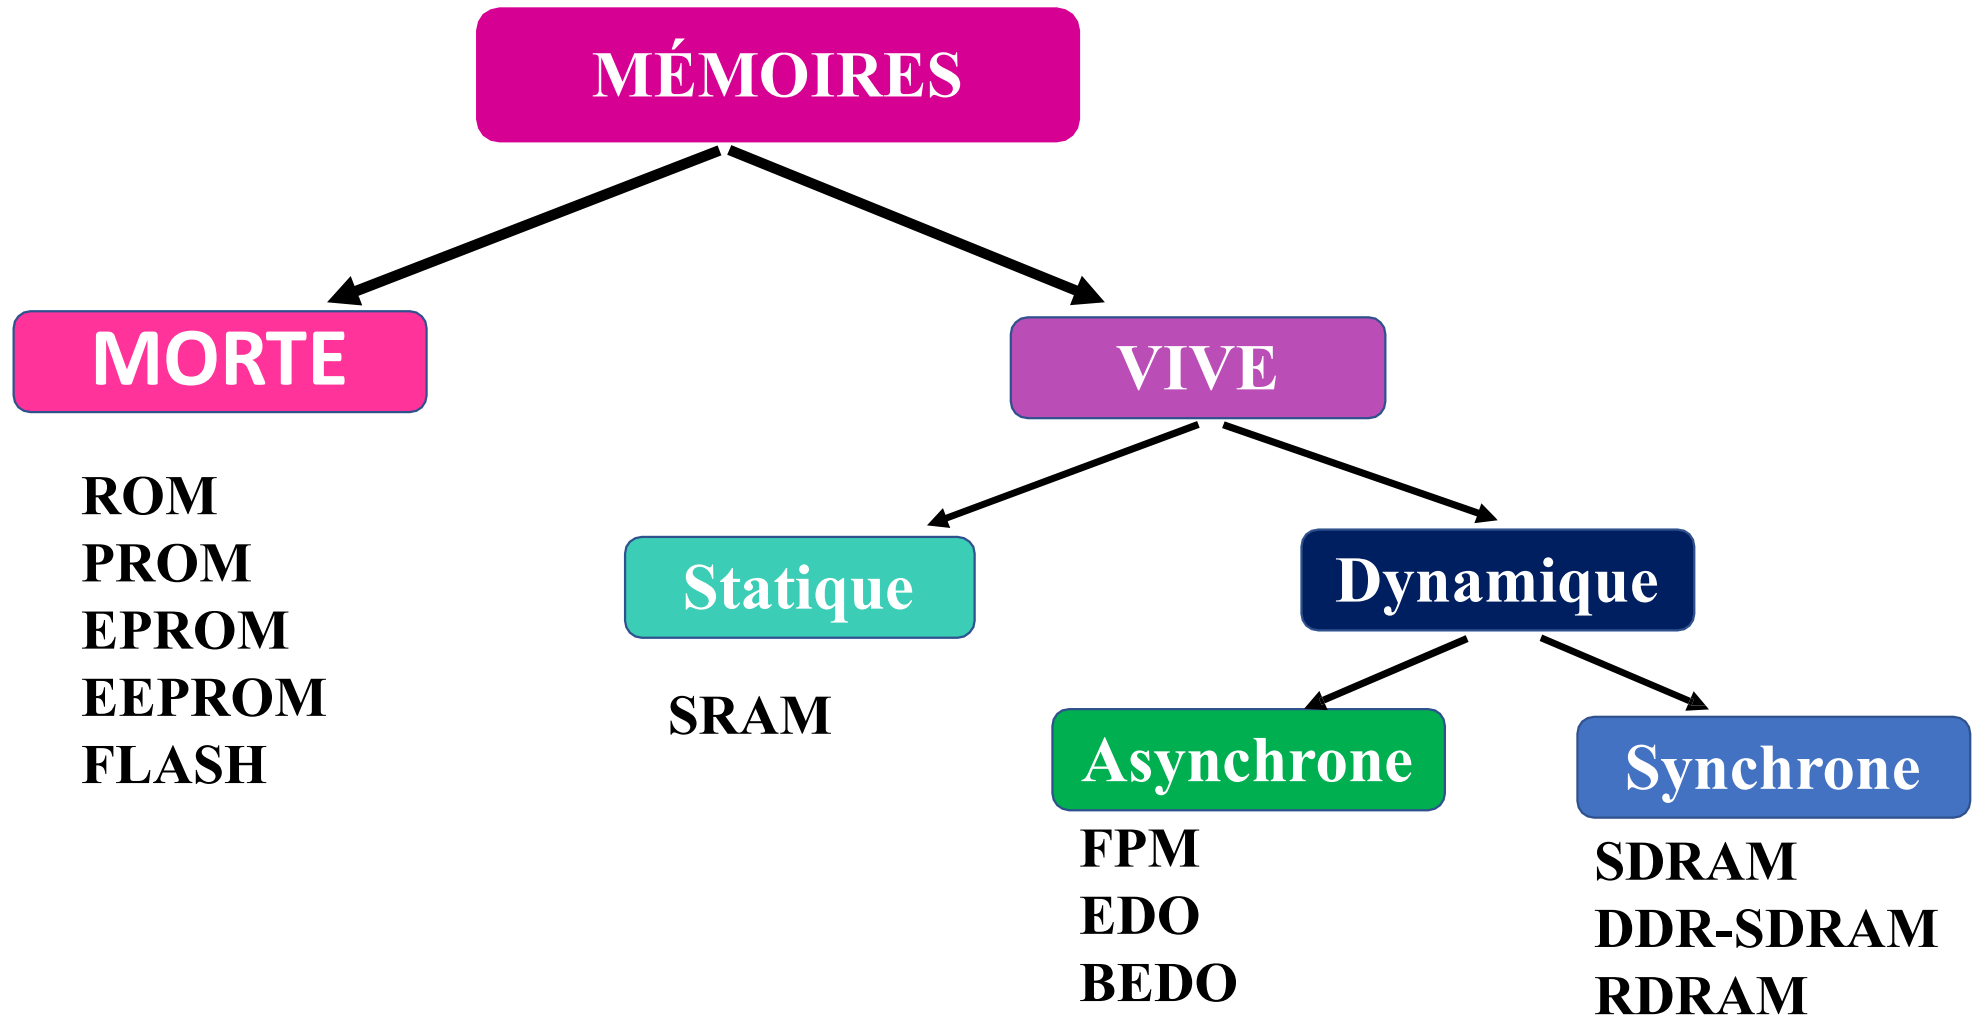 MÉMOIRES
MORTE
VIVE
ROM
PROM
EPROM
EEPROM
FLASH
Statique
SRAM
Dynamique
Asynchrone
FPM
EDO
BEDO
Synchrone
SDRAM
DDR-SDRAM
RDRAM